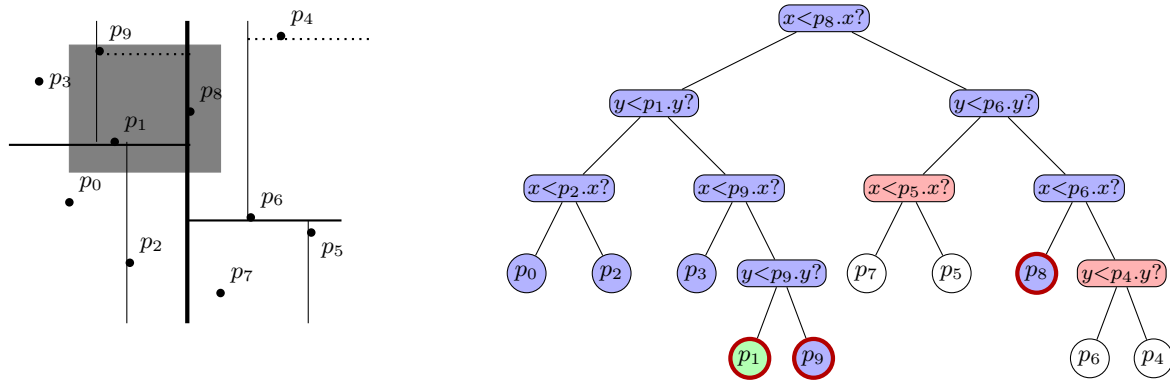 p₉
p₄
p₃
p₈
p₁
p₀
p₆
p₂
p₅
p₇
x<p₈.x?
y<p₁.y?
y<p₆.y?
x<p₂.x?
x<p₉.x?
x<p₅.x?
x<p₆.x?
p₀
p₂
p₃
y<p₉.y?
p₇
p₅
p₈
y<p₄.y?
p₁
p₉
p₆
p₄